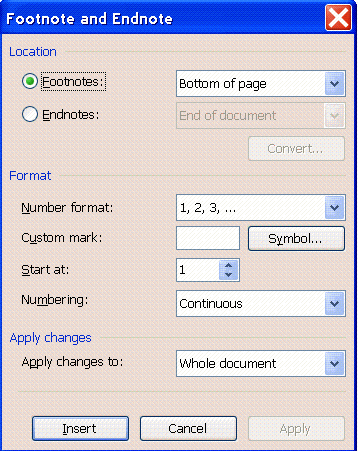 Footnote and Endnote
Location
Footnotes: Bottom of page
Endnotes: End of document
Convert...
Format
Number format: 1, 2, 3, ...
Custom mark: Symbol...
Start at: 1
Numbering: Continuous
Apply changes
Apply changes to: Whole document
Insert Cancel Apply